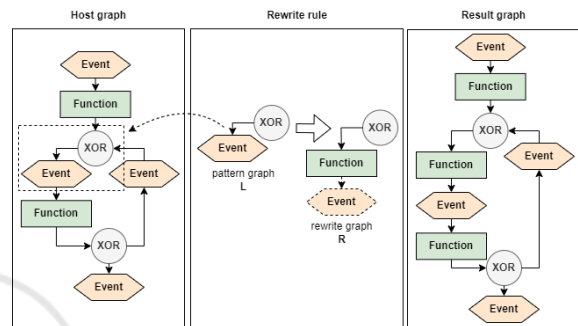 Host graph
Event
Function
XOR
Event
Event
Function
XOR
Event
Rewrite rule
XOR
Event
pattern graph
L
XOR
Function
Event
rewrite graph
R
Result graph
Event
Function
XOR
Function
Event
Event
Function
XOR
Event